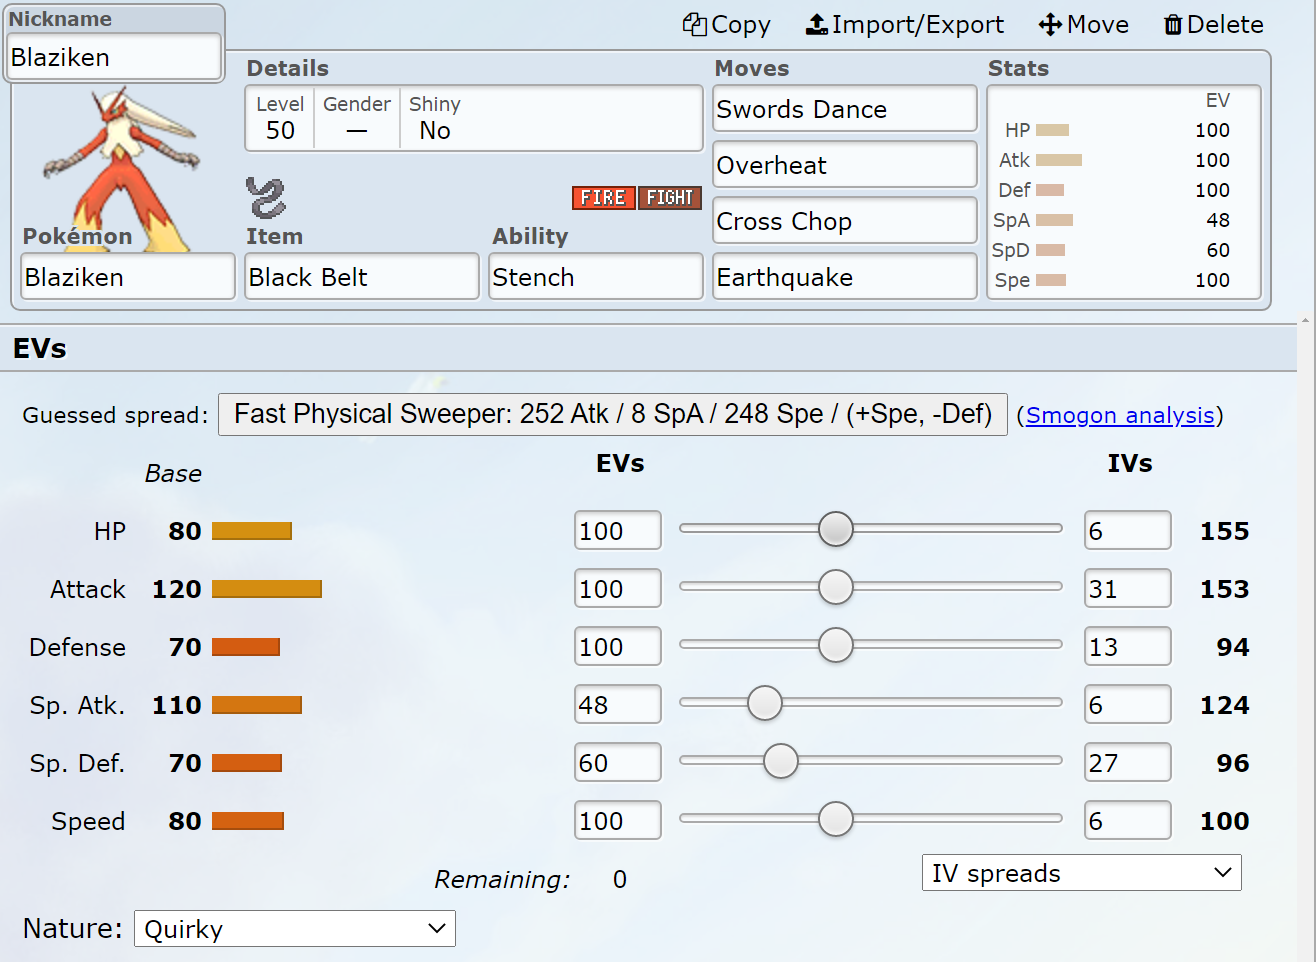 Nickname
Blaziken
Copy Import/Export Move Delete
Details
Level Gender Shiny
50 — No
FIRE FIGHT
Pokémon
Blaziken
Item
Black Belt
Ability
Stench
Moves
Swords Dance
Overheat
Cross Chop
Earthquake
Stats
EV
HP 100
Atk 100
Def 100
SpA 48
SpD 60
Spe 100
EVs
Guessed spread: Fast Physical Sweeper: 252 Atk / 8 SpA / 248 Spe / (+Spe, -Def) (Smogon analysis)
Base EVs IVs
HP 80 100 6 155
Attack 120 100 31 153
Defense 70 100 13 94
Sp. Atk. 110 48 6 124
Sp. Def. 70 60 27 96
Speed 80 100 6 100
Remaining: 0 IV spreads
Nature: Quirky